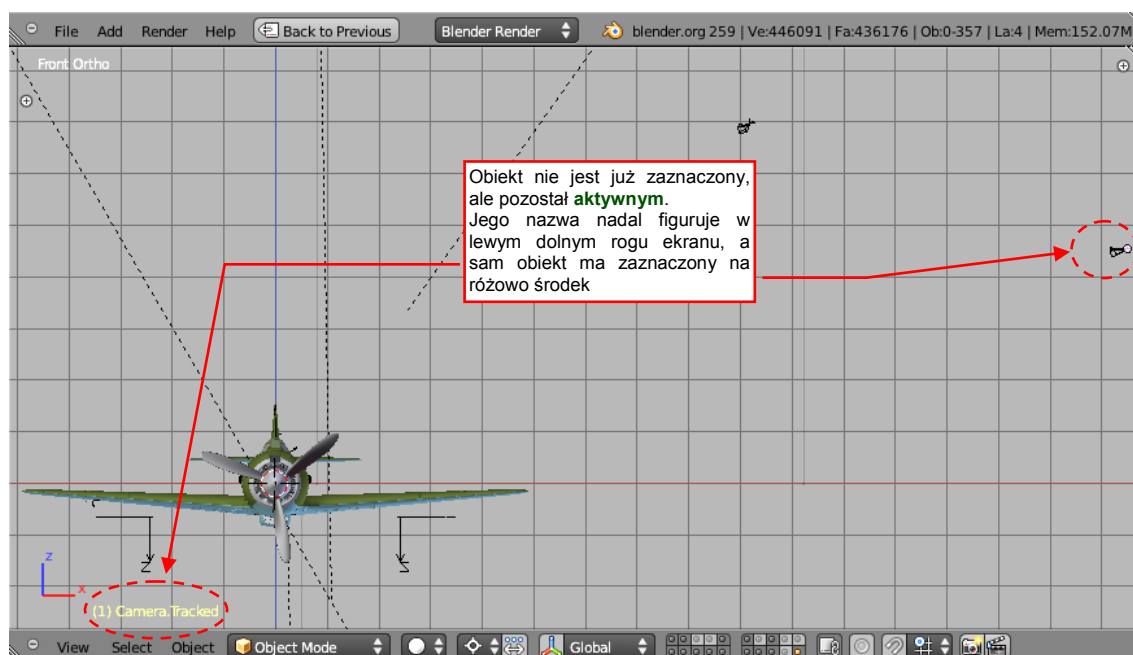 File Add Render Help Back to Previous Blender Render blender.org 259 | Ve:446091 | Fa:436176 | Ob:0-357 | La:4 | Mem:152.07M
Front Ortho
Obiekt nie jest już zaznaczony,
ale pozostał aktywnym.
Jego nazwa nadal figuruje w
lewym dolnym rogu ekranu, a
sam obiekt ma zaznaczony na
różowo środek
z
x
(1) Camera.Tracked
View Select Object Object Mode Global